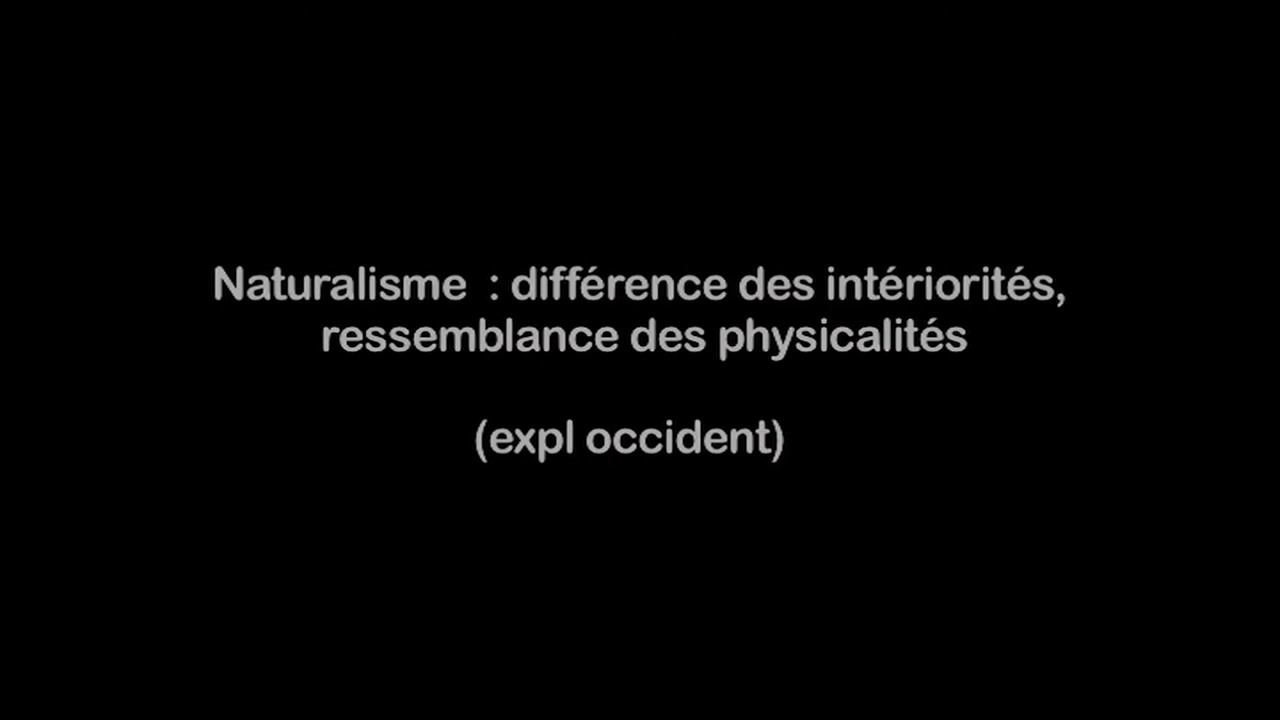 Naturalisme  : différence des intériorités,
ressemblance des physicalités
(expl occident)